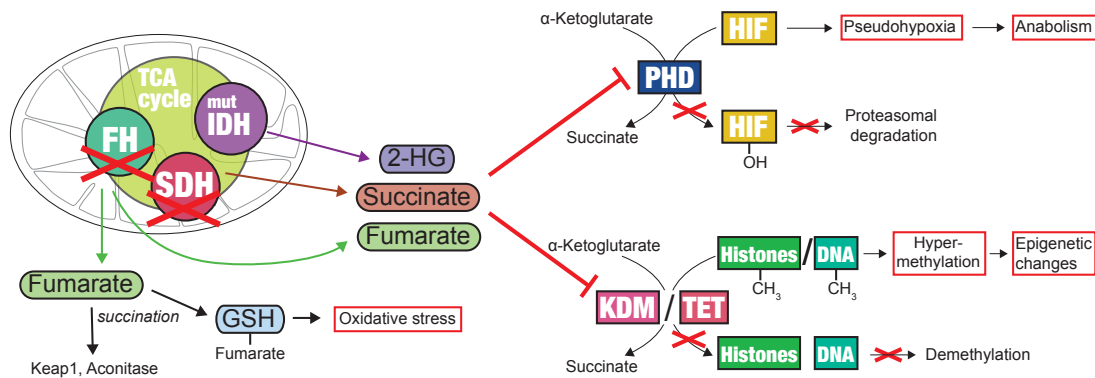 TCA
cycle
mut
IDH
FH
SDH
2-HG
Succinate
Fumarate
Fumarate
succination
Keap1, Aconitase
GSH
Fumarate
Oxidative stress
α-Ketoglutarate
PHD
Succinate
HIF
Pseudohypoxia
Anabolism
HIF
OH
Proteasomal
degradation
α-Ketoglutarate
KDM / TET
Succinate
Histones / DNA
CH₃ CH₃
Hyper-
methylation
Epigenetic
changes
Histones DNA
Demethylation